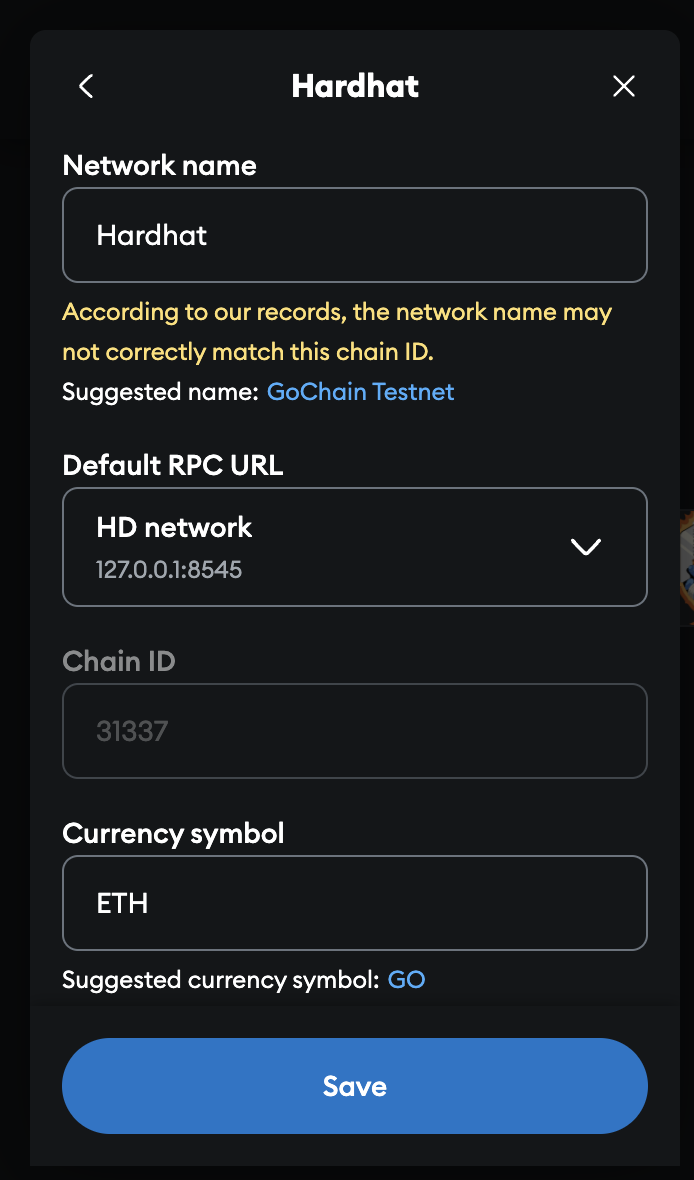 Hardhat
Network name
Hardhat
According to our records, the network name may
not correctly match this chain ID.
Suggested name: GoChain Testnet
Default RPC URL
HD network
127.0.0.1:8545
Chain ID
31337
Currency symbol
ETH
Suggested currency symbol: GO
Save